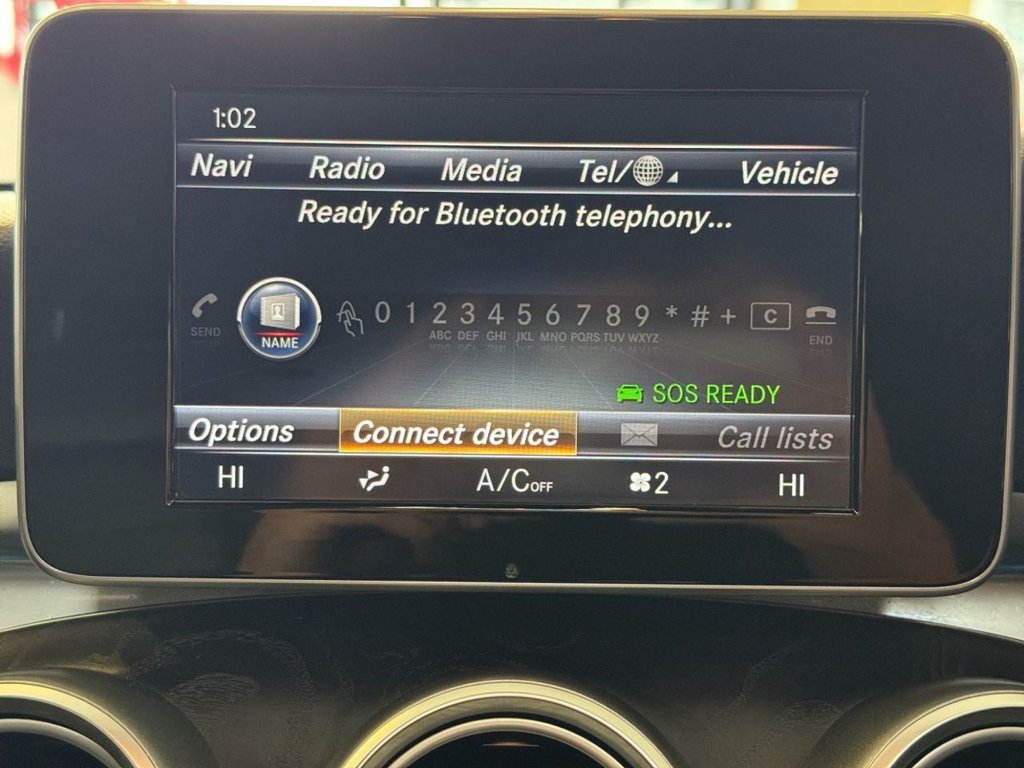 1:02
Navi Radio Media Tel/ Vehicle
Ready for Bluetooth telephony...
SEND NAME 0 1 2 3 4 5 6 7 8 9 * # + C END
ABC DEF GHI JKL MNO PQRS TUV WXYZ
SOS READY
Options Connect device Call lists
HI A/C OFF 2 HI